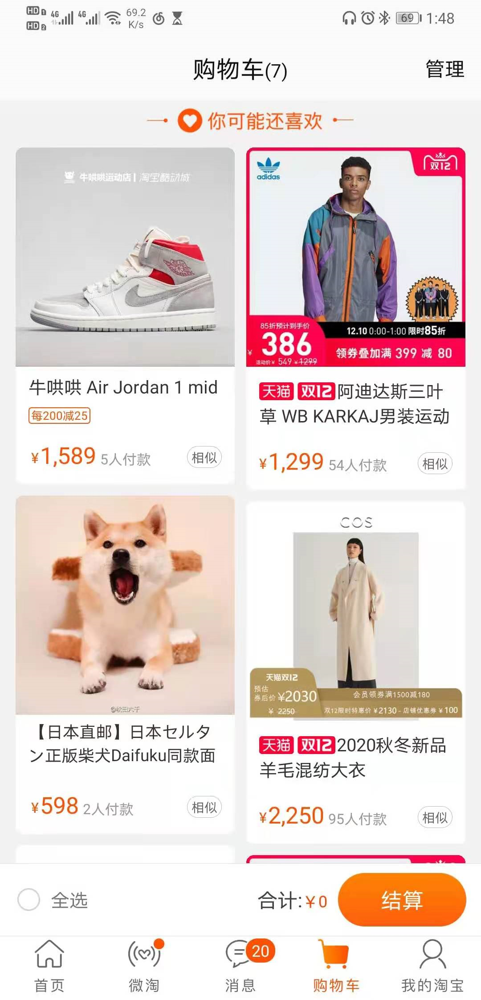 HD 1 4G 4G 69.2 K/s 69 1:48
HD 2
购物车(7)
管理
你可能还喜欢
牛哄哄运动店 | 淘宝酷动城
牛哄哄 Air Jordan 1 mid
每200减25
¥1,589 5人付款 相似
adidas
双12
85折预计到手价
¥ 386
活动价¥ 549 ¥1299
12.10 0:00-1:00 限时85折
领券叠加满 399 减 80
天猫 双12 阿迪达斯三叶
草 WB KARKAJ男装运动
¥1,299 54人付款 相似
@秋田六千
【日本直邮】日本セルタ
ン正版柴犬Daifuku同款面
¥598 2人付款 相似
COS
天猫双12
预估
券后价 ¥2030
¥ 2250
会员领券满1500减180
双12限时特惠价 ¥2130 - 店铺优惠券 ¥100
天猫 双12 2020秋冬新品
羊毛混纺大衣
¥2,250 95人付款 相似
全选
合计: ¥0
结算
20
首页
微淘
消息
购物车
我的淘宝